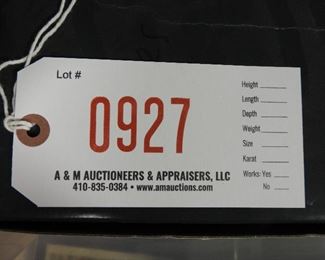 Lot #
0927
A & M AUCTIONEERS & APPRAISERS, LLC
410-835-0384 • www.amauctions.com
Height
Length
Depth
Weight
Size
Karat
Works: Yes
No